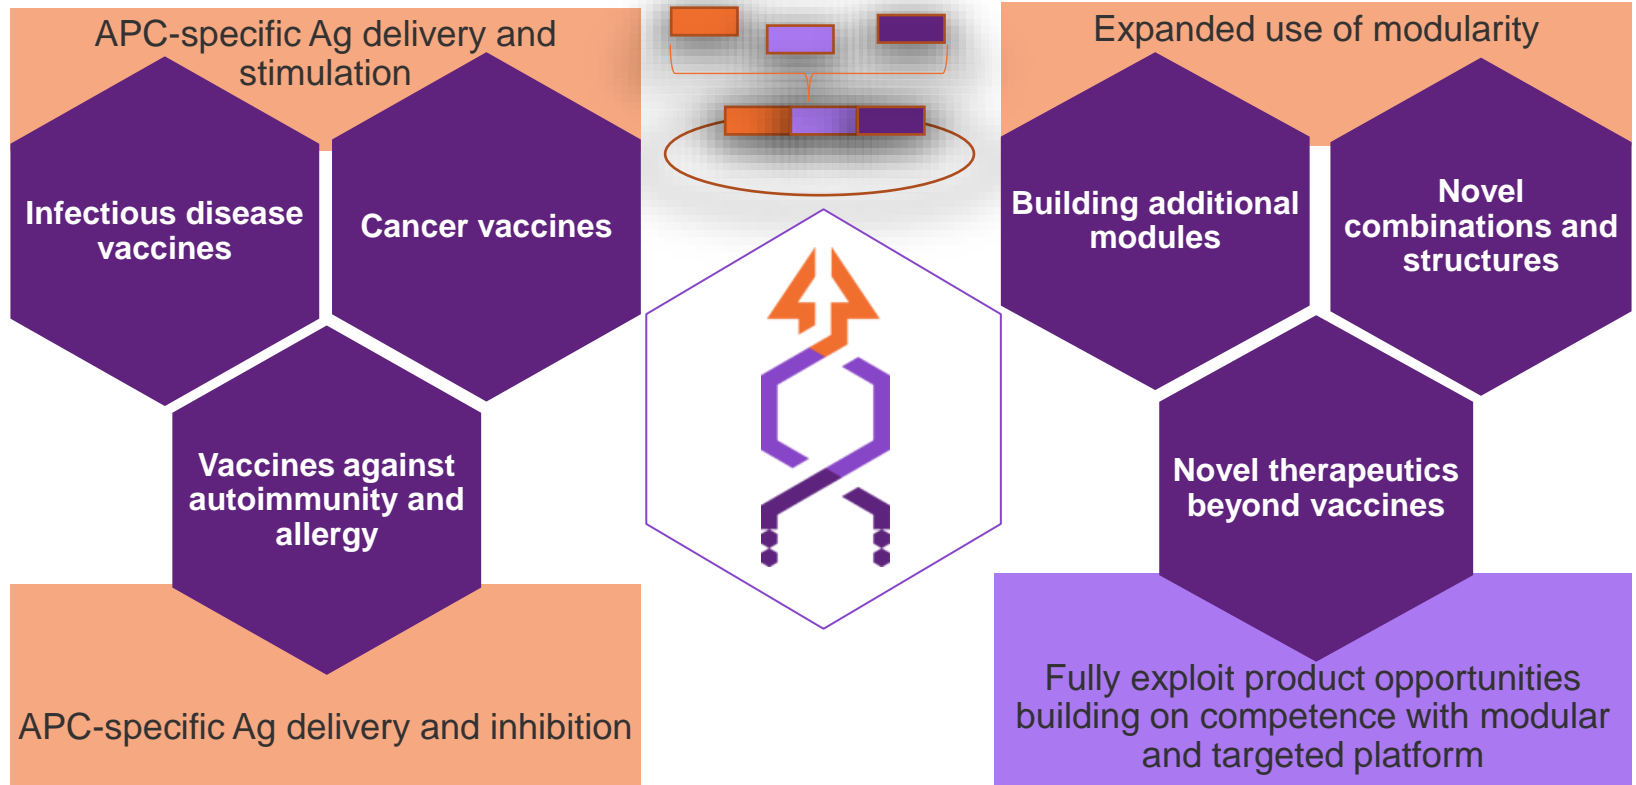 APC-specific Ag delivery and
stimulation
Infectious disease
vaccines
Cancer vaccines
Vaccines against
autoimmunity and
allergy
APC-specific Ag delivery and inhibition
Expanded use of modularity
Building additional
modules
Novel
combinations and
structures
Novel therapeutics
beyond vaccines
Fully exploit product opportunities
building on competence with modular
and targeted platform